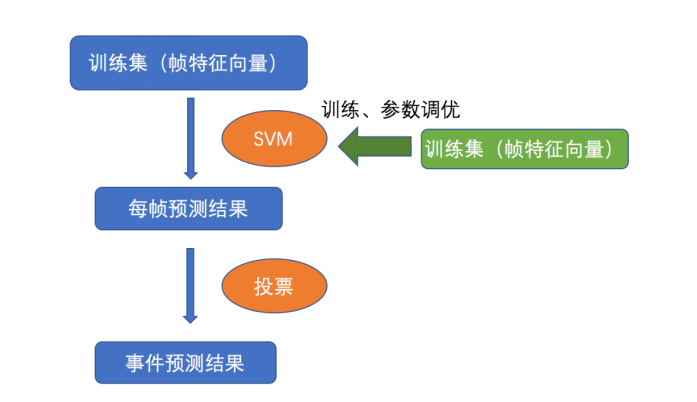 训练集（帧特征向量）
训练、参数调优
SVM
训练集（帧特征向量）
每帧预测结果
投票
事件预测结果